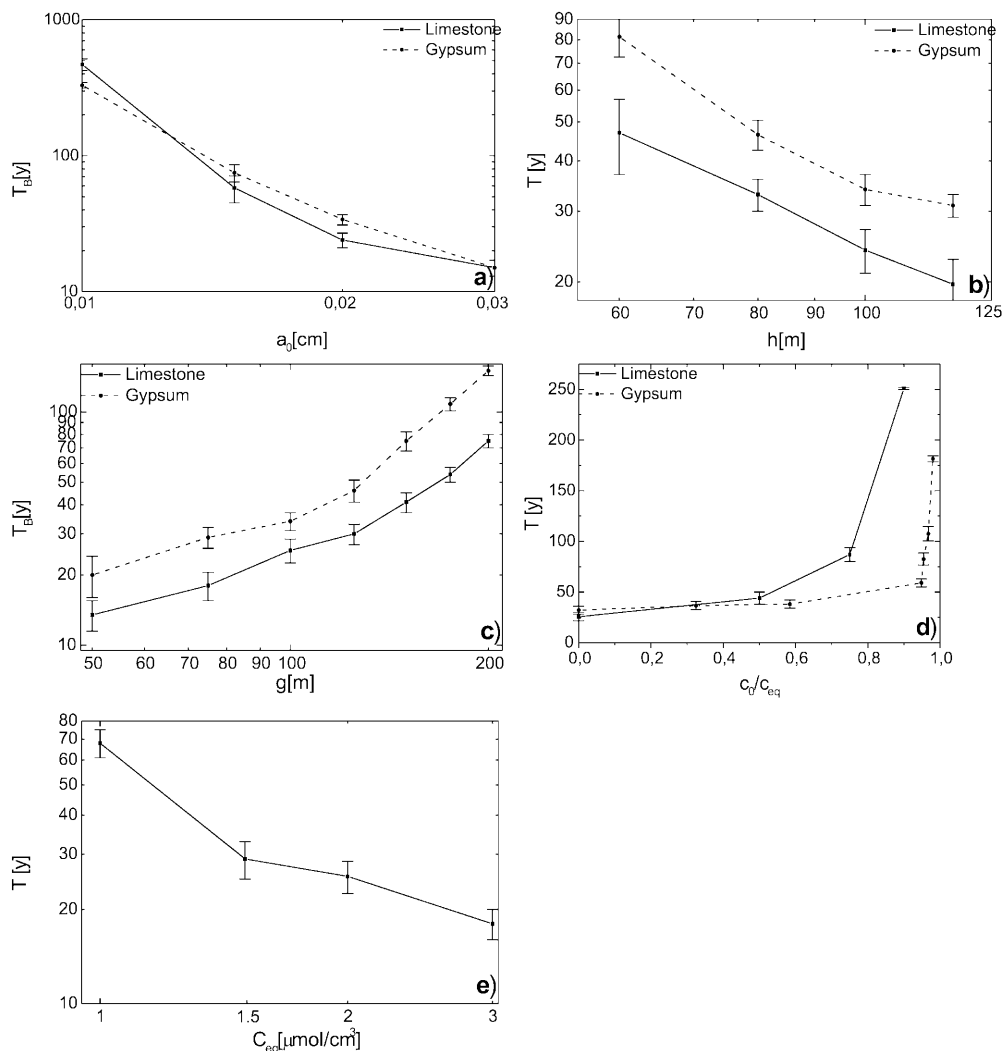 1000
Limestone
Gypsum
100
T_B[y]
10
a)
0,01
0,02
0,03
a_0[cm]
90
Limestone
80
Gypsum
70
60
50
T [y]
40
30
20
b)
60
70
80
90
100
125
h[m]
Limestone
Gypsum
100
90
80
70
60
50
T_B[y]
40
30
20
10
c)
50
60
70
80
90
100
200
g[m]
Limestone
250
Gypsum
200
150
T [y]
100
50
0
d)
0,0
0,2
0,4
0,6
0,8
1,0
c_0/c_eq
80
70
60
50
40
T [y]
30
20
10
e)
1
1.5
2
3
C_eq[μmol/cm^3]